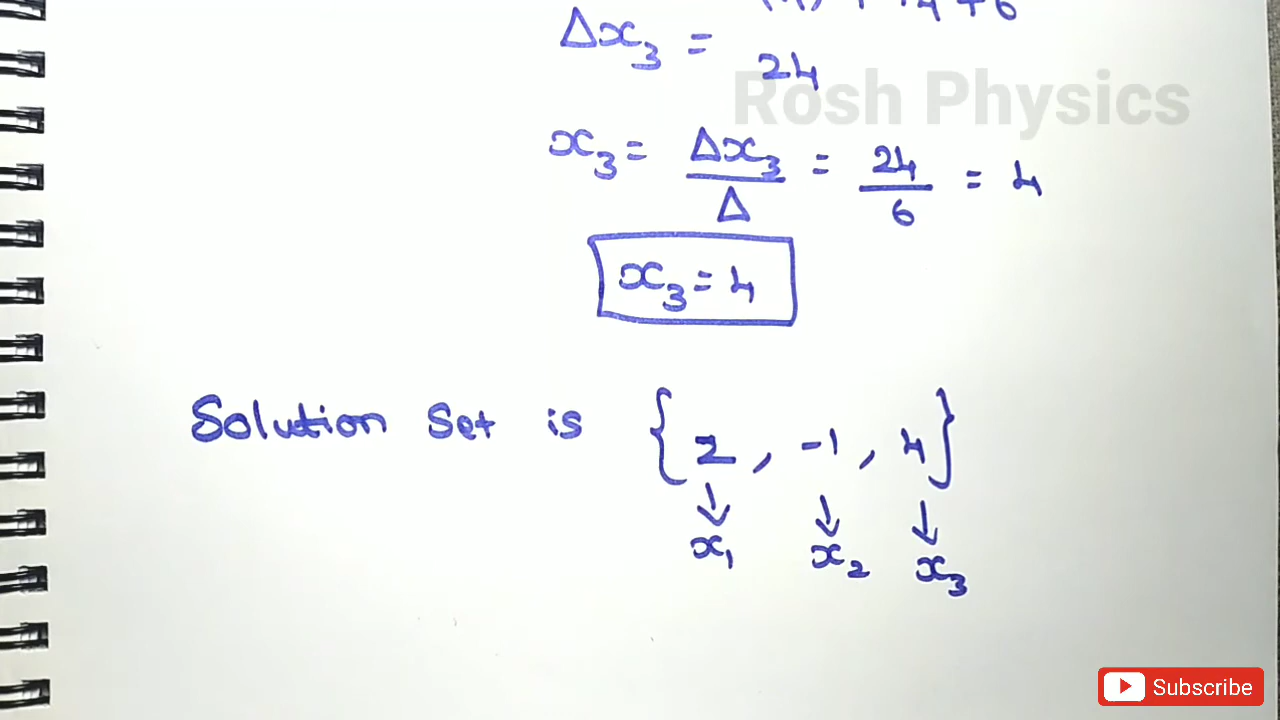 Δx₃ =
24
Rosh Physics
x₃ = Δx₃/Δ = 24/6 = 4
x₃ = 4
Solution Set is { 2 , -1 , 4 }
↓ ↓ ↓
x₁ x₂ x₃
Subscribe